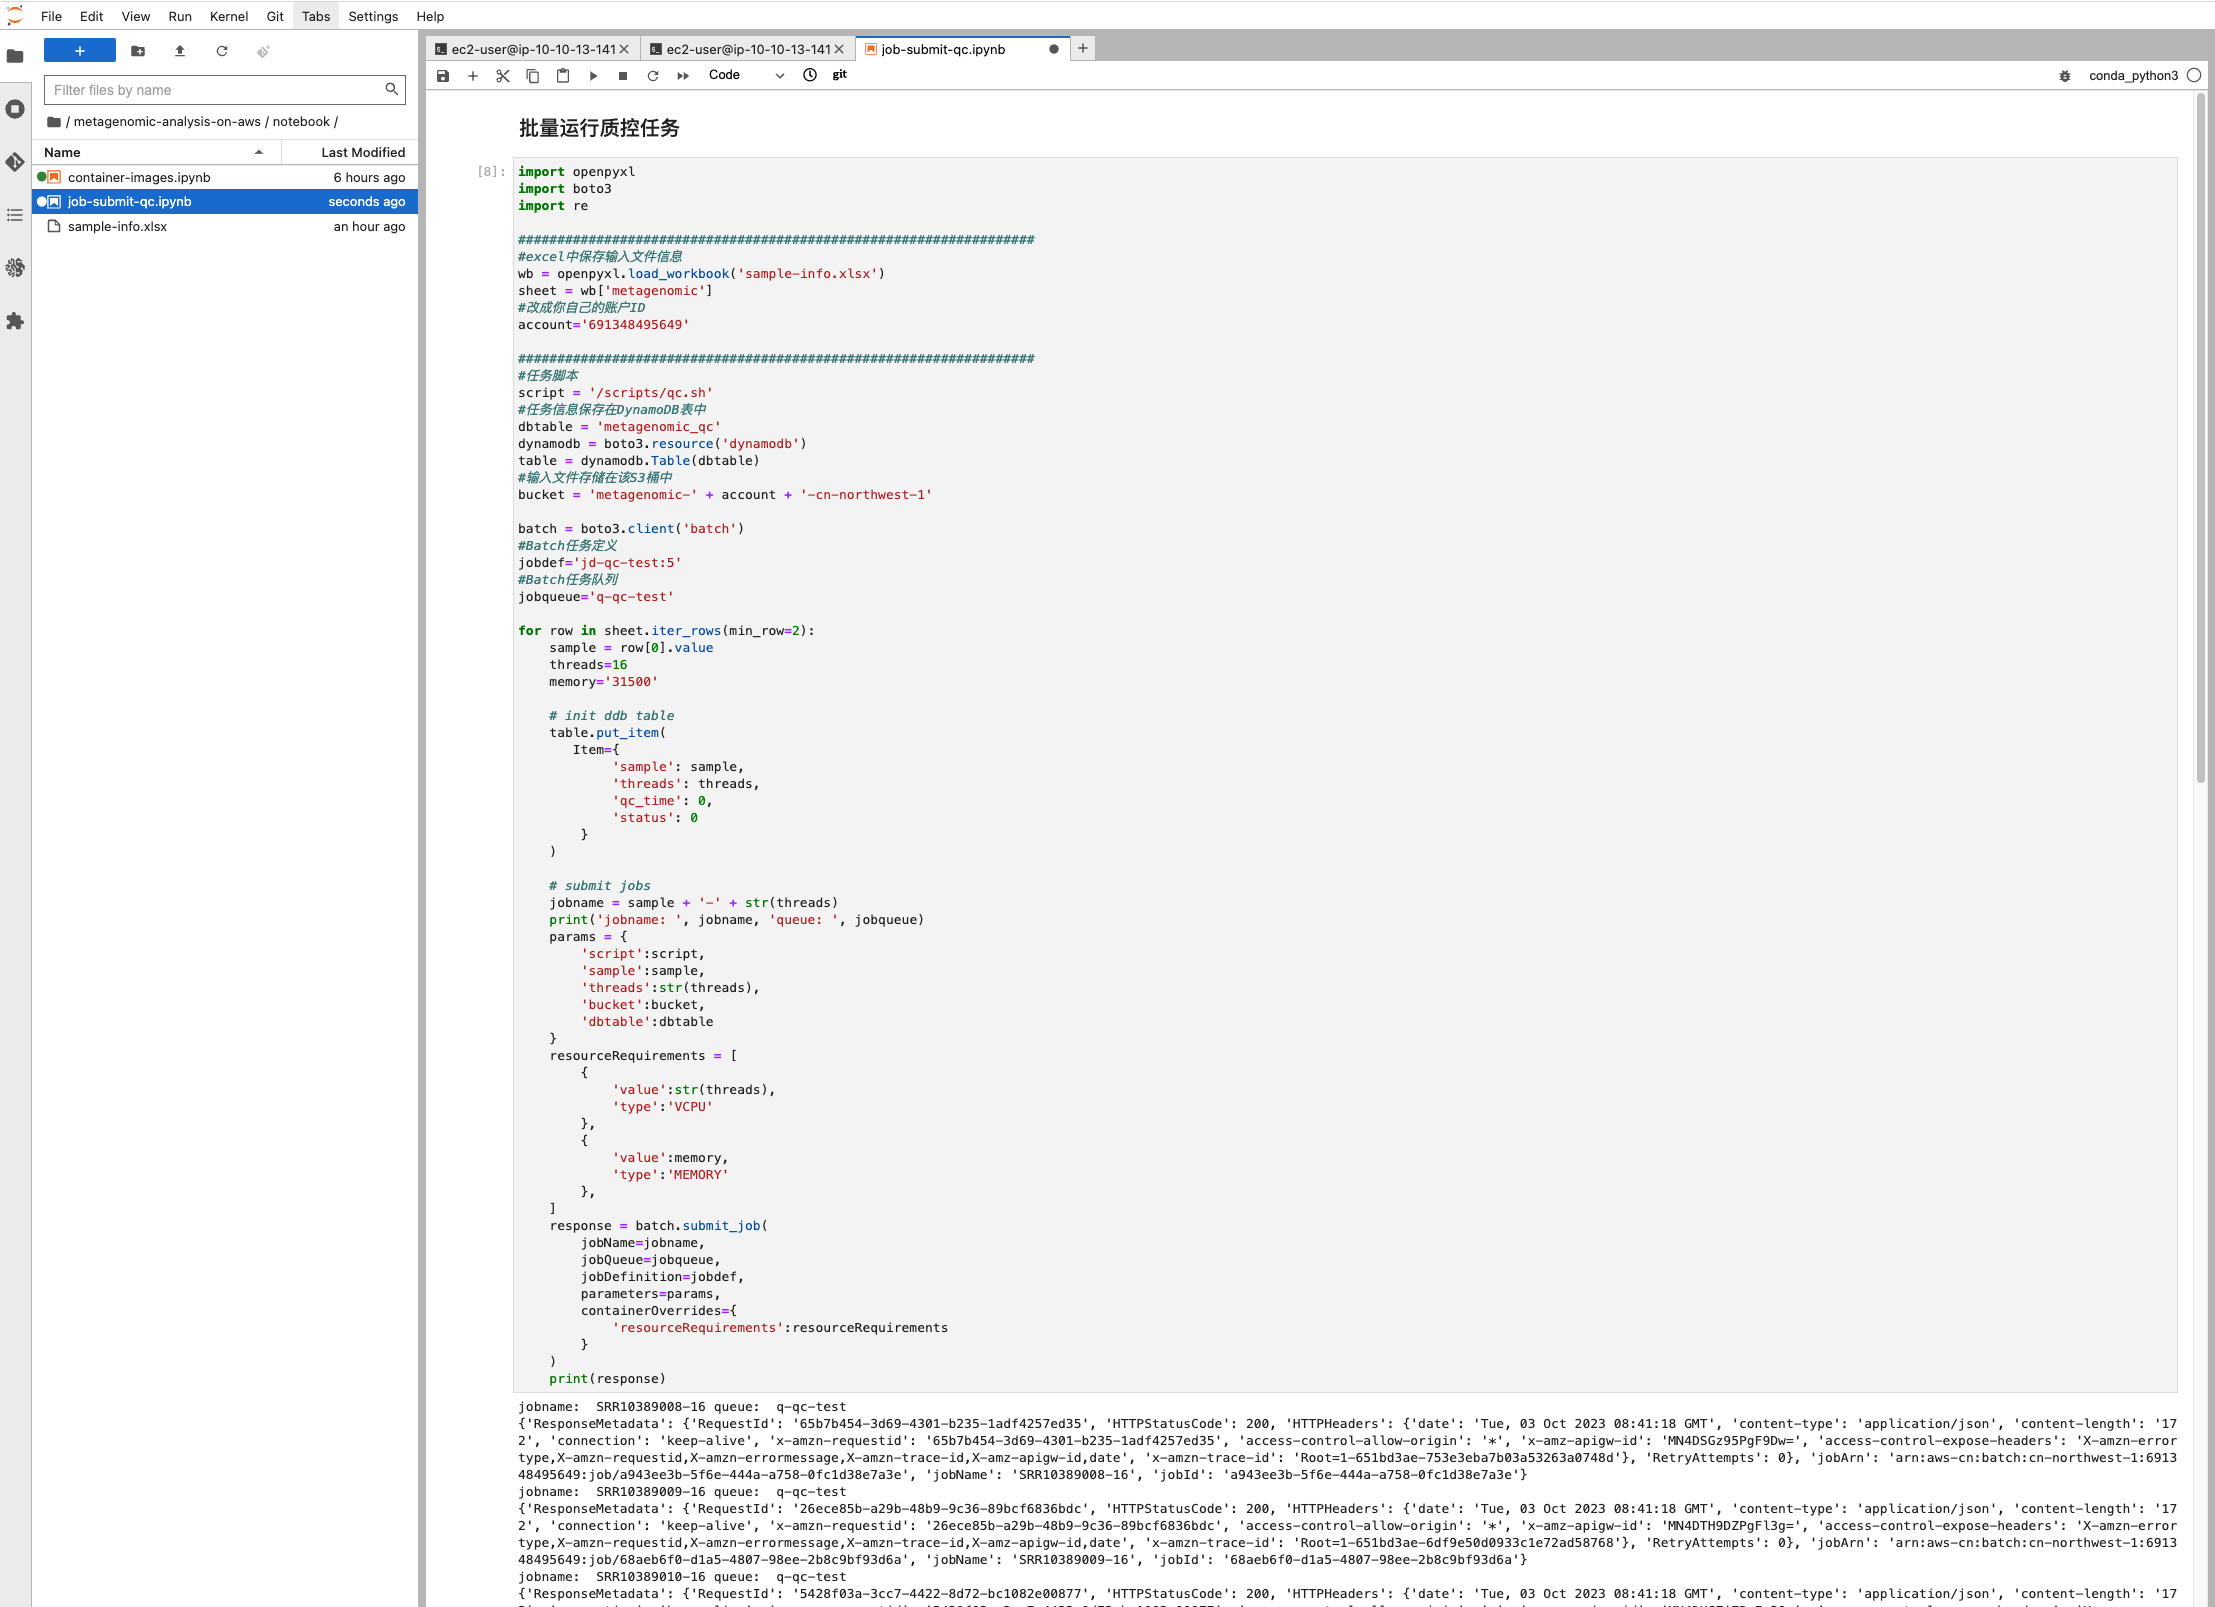 File Edit View Run Kernel Git Tabs Settings Help
Filter files by name
/ metagenomic-analysis-on-aws / notebook /
Name Last Modified
container-images.ipynb 6 hours ago
job-submit-qc.ipynb seconds ago
sample-info.xlsx an hour ago
ec2-user@ip-10-10-13-141 ec2-user@ip-10-10-13-141 job-submit-qc.ipynb
Code git conda_python3
批量运行质控任务
[8]: import openpyxl
import boto3
import re
##################################################################
#excel中保存输入文件信息
wb = openpyxl.load_workbook('sample-info.xlsx')
sheet = wb['metagenomic']
#改成你自己的账户ID
account='691348495649'
##################################################################
#任务脚本
script = '/scripts/qc.sh'
#任务信息保存在DynamoDB表中
dbtable = 'metagenomic_qc'
dynamodb = boto3.resource('dynamodb')
table = dynamodb.Table(dbtable)
#输入文件存储在该S3桶中
bucket = 'metagenomic-' + account + '-cn-northwest-1'
batch = boto3.client('batch')
#Batch任务定义
jobdef='jd-qc-test:5'
#Batch任务队列
jobqueue='q-qc-test'
for row in sheet.iter_rows(min_row=2):
sample = row[0].value
threads=16
memory='31500'
# init ddb table
table.put_item(
Item={
'sample': sample,
'threads': threads,
'qc_time': 0,
'status': 0
}
)
# submit jobs
jobname = sample + '-' + str(threads)
print('jobname: ', jobname, 'queue: ', jobqueue)
params = {
'script':script,
'sample':sample,
'threads':str(threads),
'bucket':bucket,
'dbtable':dbtable
}
resourceRequirements = [
{
'value':str(threads),
'type':'VCPU'
},
{
'value':memory,
'type':'MEMORY'
},
]
response = batch.submit_job(
jobName=jobname,
jobQueue=jobqueue,
jobDefinition=jobdef,
parameters=params,
containerOverrides={
'resourceRequirements':resourceRequirements
}
)
print(response)
jobname:  SRR10389008-16 queue:  q-qc-test
{'ResponseMetadata': {'RequestId': '65b7b454-3d69-4301-b235-1adf4257ed35', 'HTTPStatusCode': 200, 'HTTPHeaders': {'date': 'Tue, 03 Oct 2023 08:41:18 GMT', 'content-type': 'application/json', 'content-length': '17
2', 'connection': 'keep-alive', 'x-amzn-requestid': '65b7b454-3d69-4301-b235-1adf4257ed35', 'access-control-allow-origin': '*', 'x-amz-apigw-id': 'MN4DSGz95PgF9Dw=', 'access-control-expose-headers': 'X-amzn-error
type,X-amzn-requestid,X-amzn-errormessage,X-amzn-trace-id,X-amz-apigw-id,date', 'x-amzn-trace-id': 'Root=1-651bd3ae-753e3eba7b03a53263a0748d'}, 'RetryAttempts': 0}, 'jobArn': 'arn:aws-cn:batch:cn-northwest-1:6913
48495649:job/a943ee3b-5f6e-444a-a758-0fc1d38e7a3e', 'jobName': 'SRR10389008-16', 'jobId': 'a943ee3b-5f6e-444a-a758-0fc1d38e7a3e'}
jobname:  SRR10389009-16 queue:  q-qc-test
{'ResponseMetadata': {'RequestId': '26ece85b-a29b-48b9-9c36-89bcf6836bdc', 'HTTPStatusCode': 200, 'HTTPHeaders': {'date': 'Tue, 03 Oct 2023 08:41:18 GMT', 'content-type': 'application/json', 'content-length': '17
2', 'connection': 'keep-alive', 'x-amzn-requestid': '26ece85b-a29b-48b9-9c36-89bcf6836bdc', 'access-control-allow-origin': '*', 'x-amz-apigw-id': 'MN4DTH9DZPgFl3g=', 'access-control-expose-headers': 'X-amzn-error
type,X-amzn-requestid,X-amzn-errormessage,X-amzn-trace-id,X-amz-apigw-id,date', 'x-amzn-trace-id': 'Root=1-651bd3ae-6df9e50d0933c1e72ad58768'}, 'RetryAttempts': 0}, 'jobArn': 'arn:aws-cn:batch:cn-northwest-1:6913
48495649:job/68aeb6f0-d1a5-4807-98ee-2b8c9bf93d6a', 'jobName': 'SRR10389009-16', 'jobId': '68aeb6f0-d1a5-4807-98ee-2b8c9bf93d6a'}
jobname:  SRR10389010-16 queue:  q-qc-test
{'ResponseMetadata': {'RequestId': '5428f03a-3cc7-4422-8d72-bc1082e00877', 'HTTPStatusCode': 200, 'HTTPHeaders': {'date': 'Tue, 03 Oct 2023 08:41:18 GMT', 'content-type': 'application/json', 'content-length': '17